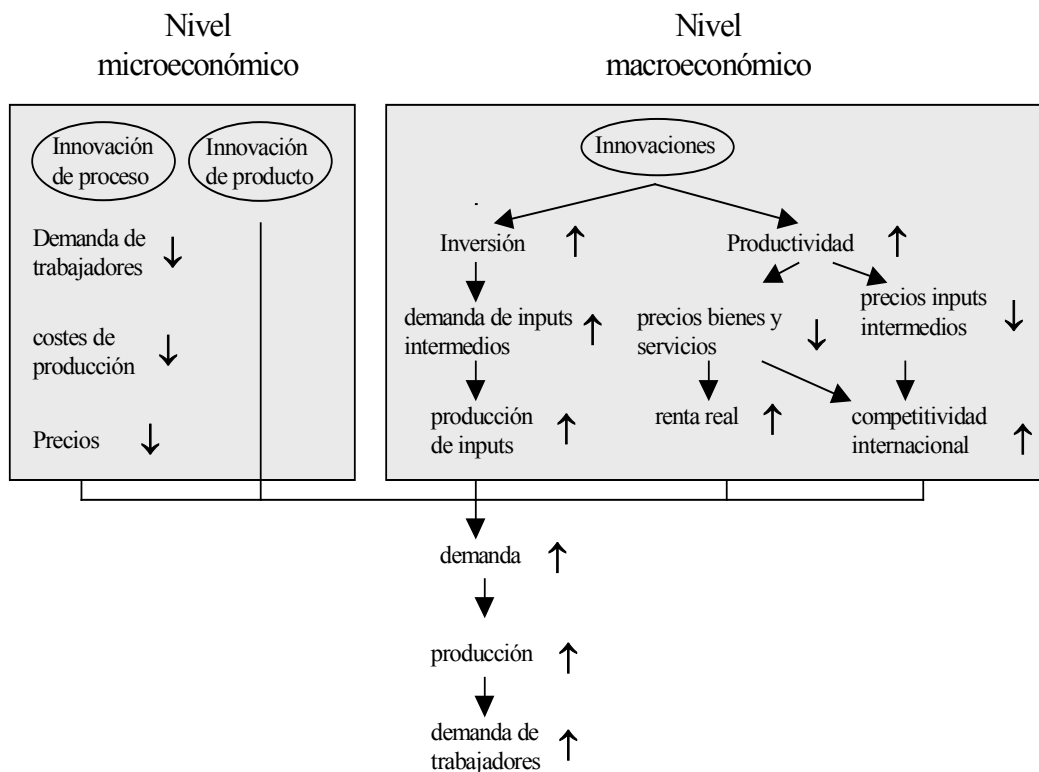 Nivel
microeconómico
Nivel
macroeconómico
Innovación
de proceso
Innovación
de producto
Demanda de
trabajadores
costes de
producción
Precios
Innovaciones
Inversión
Productividad
demanda de inputs
intermedios
precios bienes y
servicios
precios inputs
intermedios
producción
de inputs
renta real
competitividad
internacional
demanda
producción
demanda de
trabajadores